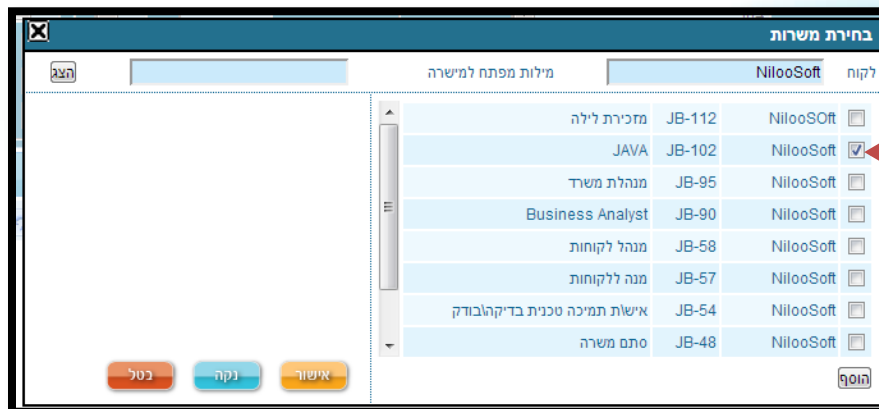 בחירת משרות
לקוח NilooSoft מילות מפתח למישרה הצג
NilooSOft JB-112 מזכירת לילה
NilooSoft JB-102 JAVA
NilooSoft JB-95 מנהלת משרד
NilooSoft JB-90 Business Analyst
NilooSoft JB-58 מנהל לקוחות
NilooSoft JB-57 מנה ללקוחות
NilooSoft JB-54 איש\ת תמיכה טכנית בדיקה\בודק
NilooSoft JB-48 סתם משרה
הוסף
אישור נקה בטל